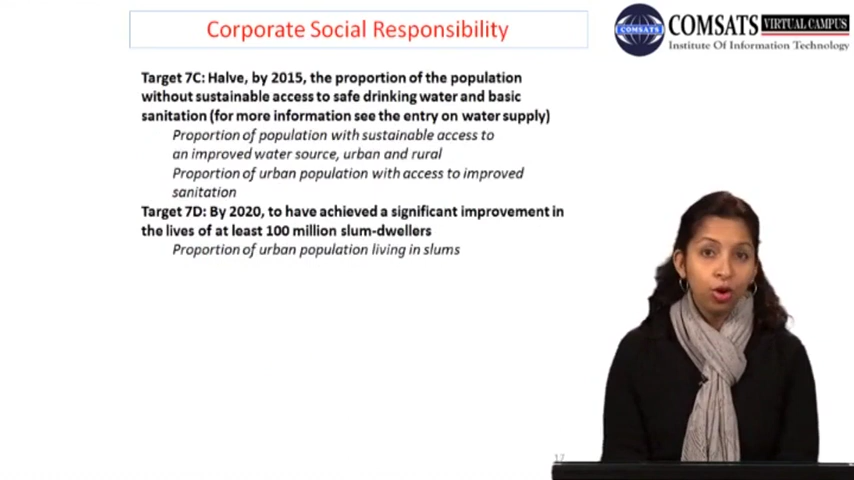 Corporate Social Responsibility
COMSATS
COMSATS VIRTUAL CAMPUS
Institute Of Information Technology
Target 7C: Halve, by 2015, the proportion of the population
without sustainable access to safe drinking water and basic
sanitation (for more information see the entry on water supply)
Proportion of population with sustainable access to
an improved water source, urban and rural
Proportion of urban population with access to improved
sanitation
Target 7D: By 2020, to have achieved a significant improvement in
the lives of at least 100 million slum-dwellers
Proportion of urban population living in slums
17